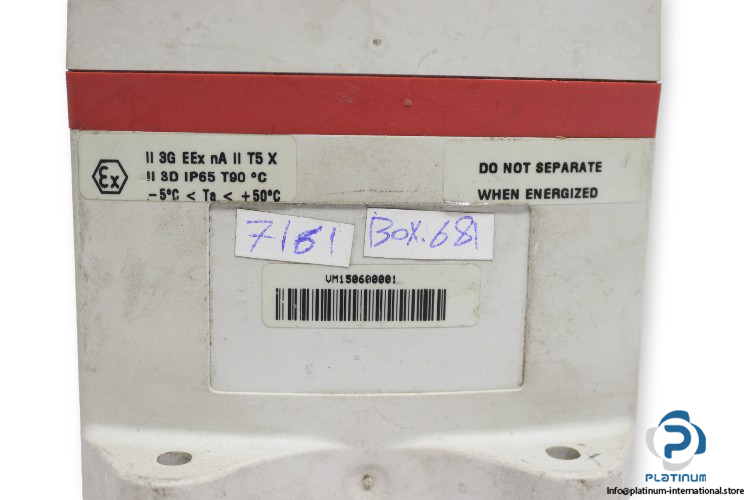 II 3G EEx nA II T5 X
II 3D IP65 T90 °C
-5°C < Ta < +50°C
DO NOT SEPARATE
WHEN ENERGIZED
7161
BOX.681
VM150600001
PLATINUM
info@platinum-international.store